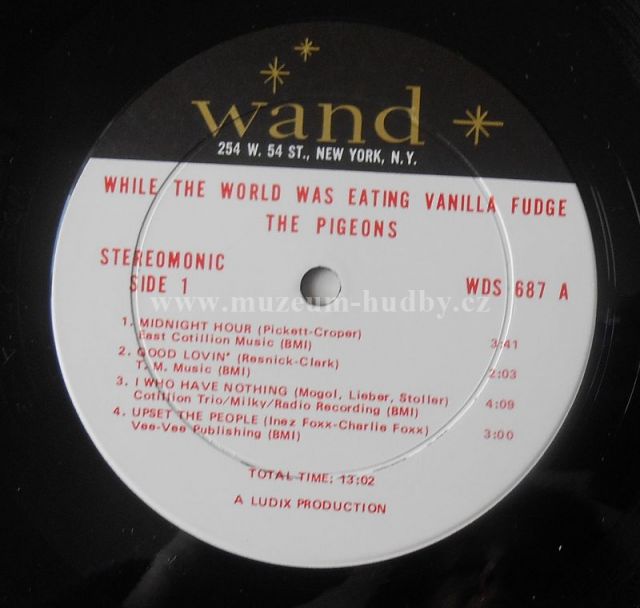 wand
254 W. 54 ST., NEW YORK, N.Y.
WHILE THE WORLD WAS EATING VANILLA FUDGE
THE PIGEONS
STEREOMONIC
SIDE 1 WDS 687 A
www.muzeum-hudby.cz
1. MIDNIGHT HOUR (Pickett-Croper)
East Cotillion Music (BMI) 3:41
2. GOOD LOVIN' (Resnick-Clark)
T. M. Music (BMI) 2:03
3. I WHO HAVE NOTHING (Mogol, Lieber, Stoller)
Cotillion Trio/Milky/Radio Recording (BMI) 4:09
4. UPSET THE PEOPLE (Inez Foxx-Charlie Foxx)
Vee-Vee Publishing (BMI) 3:00
TOTAL TIME: 13:02
A LUDIX PRODUCTION